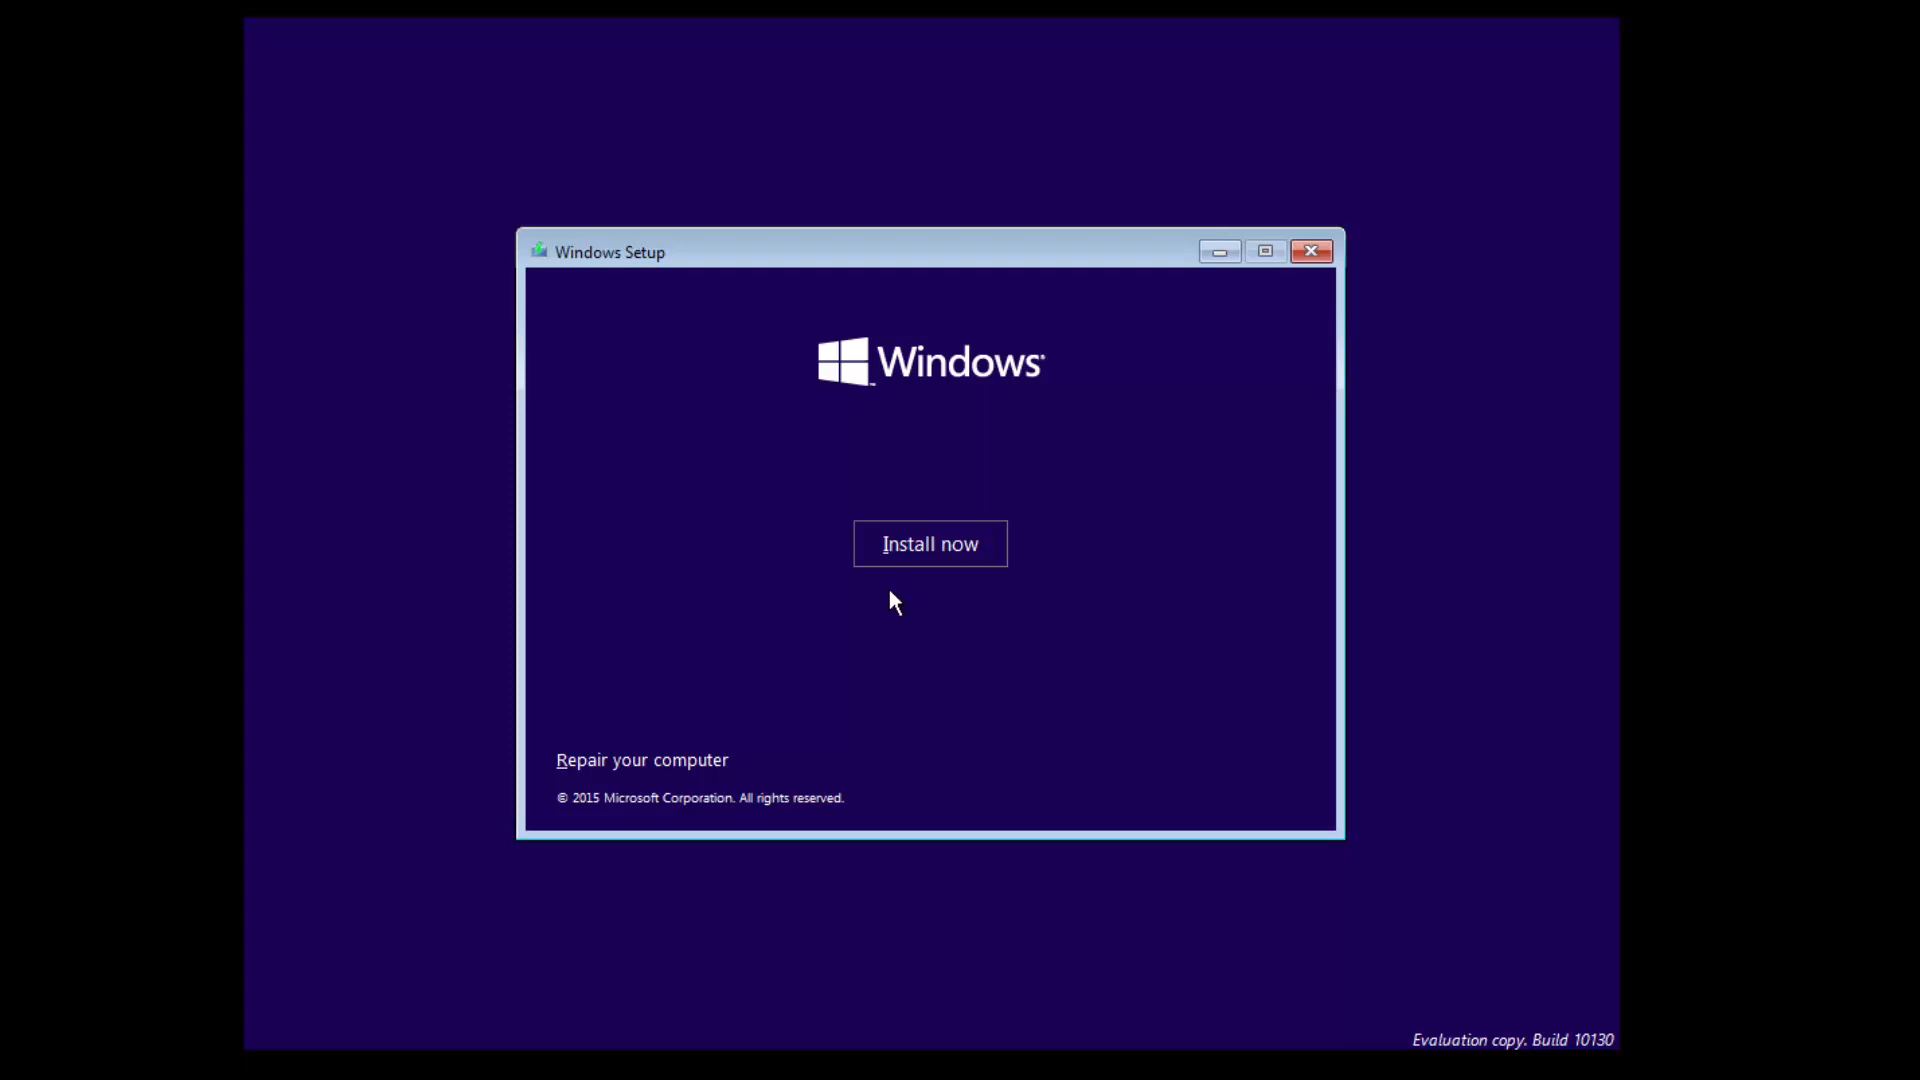 Windows Setup
Windows
Install now
Repair your computer
© 2015 Microsoft Corporation. All rights reserved.
Evaluation copy. Build 10130